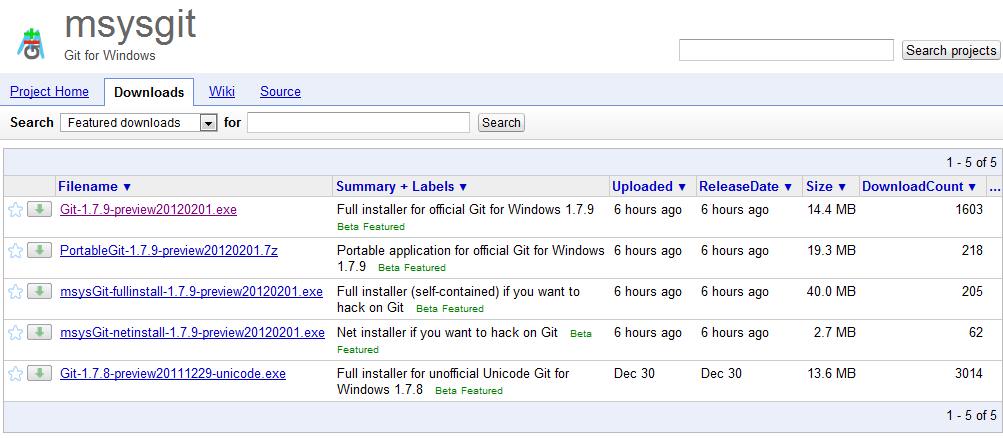 msysgit
Git for Windows
Search projects
Project Home Downloads Wiki Source
Search Featured downloads for Search
1 - 5 of 5
Filename ▼ Summary + Labels ▼ Uploaded ▼ ReleaseDate ▼ Size ▼ DownloadCount ▼ ...
Git-1.7.9-preview20120201.exe Full installer for official Git for Windows 1.7.9 6 hours ago 6 hours ago 14.4 MB 1603
Beta Featured
PortableGit-1.7.9-preview20120201.7z Portable application for official Git for Windows 6 hours ago 6 hours ago 19.3 MB 218
1.7.9 Beta Featured
msysGit-fullinstall-1.7.9-preview20120201.exe Full installer (self-contained) if you want to 6 hours ago 6 hours ago 40.0 MB 205
hack on Git Beta Featured
msysGit-netinstall-1.7.9-preview20120201.exe Net installer if you want to hack on Git Beta 6 hours ago 6 hours ago 2.7 MB 62
Featured
Git-1.7.8-preview20111229-unicode.exe Full installer for unofficial Unicode Git for Dec 30 Dec 30 13.6 MB 3014
Windows 1.7.8 Beta Featured
1 - 5 of 5